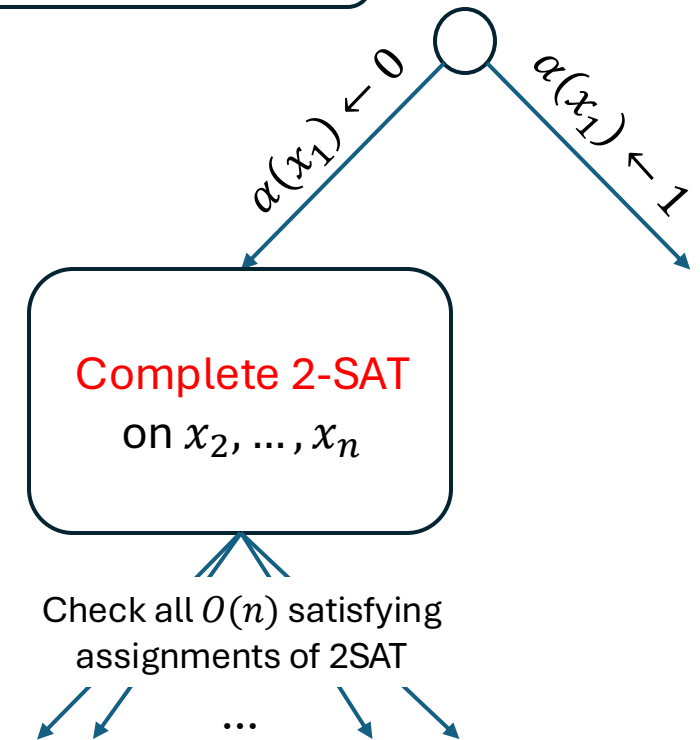 α(x₁) ← 0
α(x₁) ← 1
Complete 2-SAT
on x₂, … , xₙ
Check all O(n) satisfying
assignments of 2SAT
…